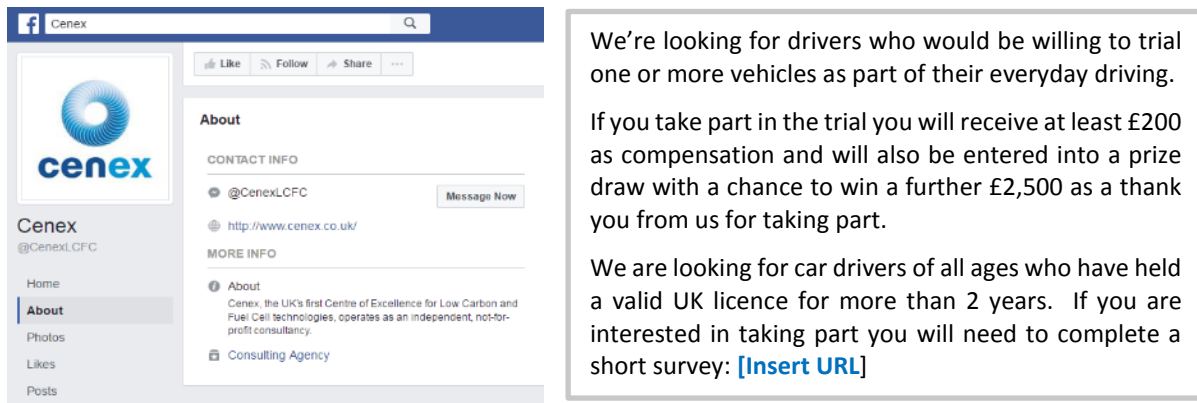 Cenex
Like
Follow
Share
...
cenex
Cenex
@CenexLCFC
Home
About
Photos
Likes
Posts
About
CONTACT INFO
@CenexLCFC
Message Now
http://www.cenex.co.uk/
MORE INFO
About
Cenex, the UK's first Centre of Excellence for Low Carbon and
Fuel Cell technologies, operates as an independent, not-for-
profit consultancy.
Consulting Agency
We’re looking for drivers who would be willing to trial
one or more vehicles as part of their everyday driving.
If you take part in the trial you will receive at least £200
as compensation and will also be entered into a prize
draw with a chance to win a further £2,500 as a thank
you from us for taking part.
We are looking for car drivers of all ages who have held
a valid UK licence for more than 2 years. If you are
interested in taking part you will need to complete a
short survey: [Insert URL]